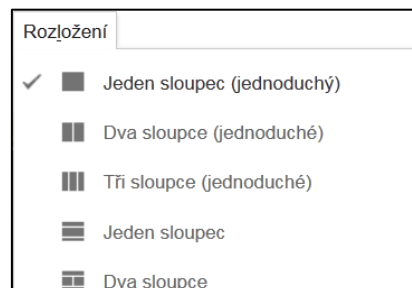 Rozložení
Jeden sloupec (jednoduchý)
Dva sloupce (jednoduché)
Tři sloupce (jednoduché)
Jeden sloupec
Dva sloupce